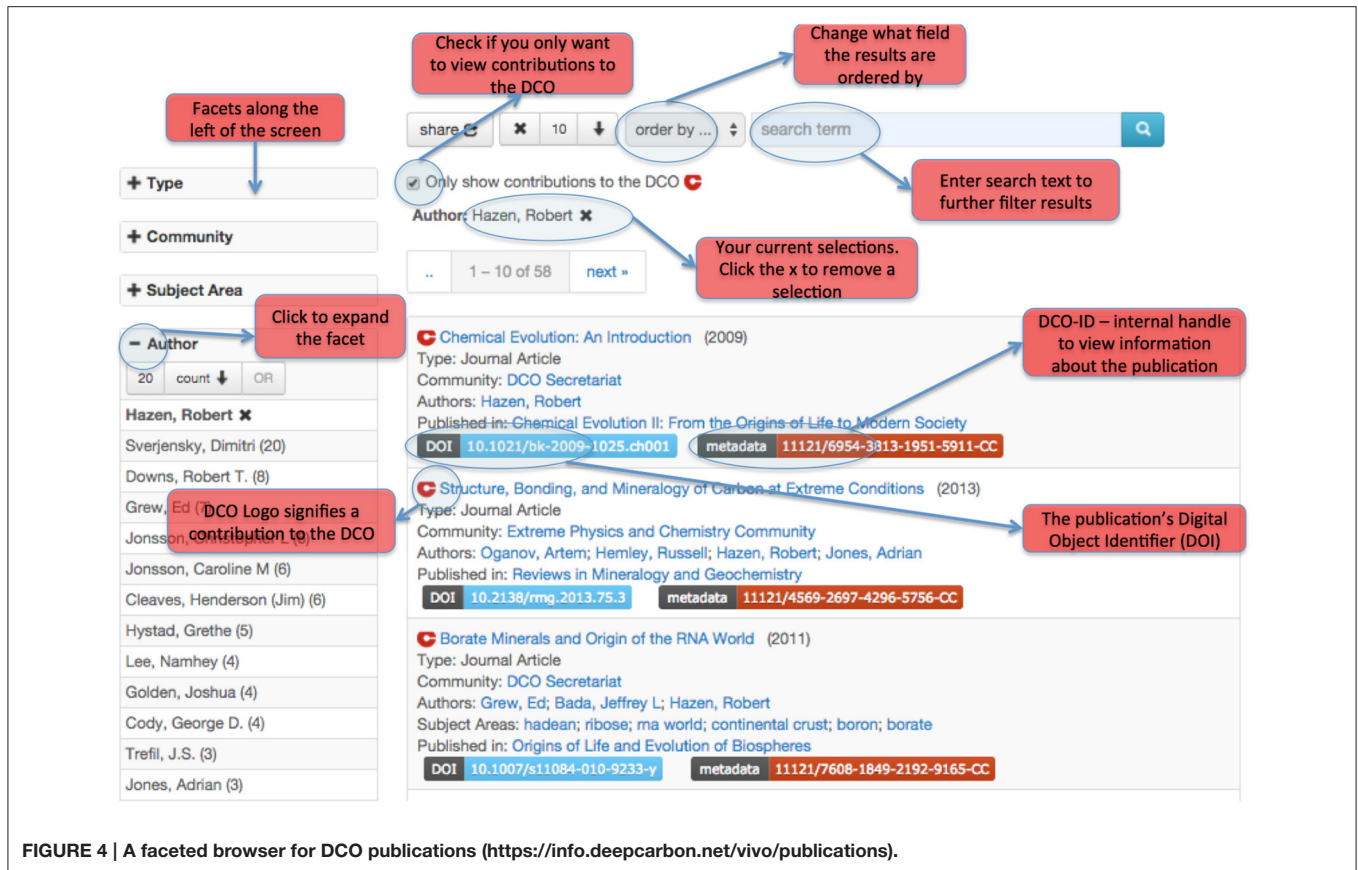 Check if you only want
to view contributions to
the DCO
Change what field
the results are
ordered by
Facets along the
left of the screen
share
✖ 10
order by ...
search term
Enter search text to
further filter results
+ Type
+ Community
+ Subject Area
Only show contributions to the DCO
Author: Hazen, Robert ✖
Your current selections.
Click the x to remove a
selection
.. 1 – 10 of 58 next »
Click to expand
the facet
− Author
20 count OR
Hazen, Robert ✖
Sverjensky, Dimitri (20)
Downs, Robert T. (8)
Grew, Ed
Jonsson,
DCO Logo signifies a
contribution to the DCO
Jonsson, Caroline M (6)
Cleaves, Henderson (Jim) (6)
Hystad, Grethe (5)
Lee, Namhey (4)
Golden, Joshua (4)
Cody, George D. (4)
Trefil, J.S. (3)
Jones, Adrian (3)
Chemical Evolution: An Introduction (2009)
Type: Journal Article
Community: DCO Secretariat
Authors: Hazen, Robert
Published in: Chemical Evolution II: From the Origins of Life to Modern Society
DOI 10.1021/bk-2009-1025.ch001 metadata 11121/6954-3813-1951-5911-CC
DCO-ID – internal handle
to view information
about the publication
Structure, Bonding, and Mineralogy of Carbon at Extreme Conditions (2013)
Type: Journal Article
Community: Extreme Physics and Chemistry Community
Authors: Oganov, Artem; Hemley, Russell; Hazen, Robert; Jones, Adrian
Published in: Reviews in Mineralogy and Geochemistry
DOI 10.2138/rmg.2013.75.3 metadata 11121/4569-2697-4296-5756-CC
The publication's Digital
Object Identifier (DOI)
Borate Minerals and Origin of the RNA World (2011)
Type: Journal Article
Community: DCO Secretariat
Authors: Grew, Ed; Bada, Jeffrey L; Hazen, Robert
Subject Areas: hadean; ribose; rna world; continental crust; boron; borate
Published in: Origins of Life and Evolution of Biospheres
DOI 10.1007/s11084-010-9233-y metadata 11121/7608-1849-2192-9165-CC
FIGURE 4 | A faceted browser for DCO publications (https://info.deepcarbon.net/vivo/publications).